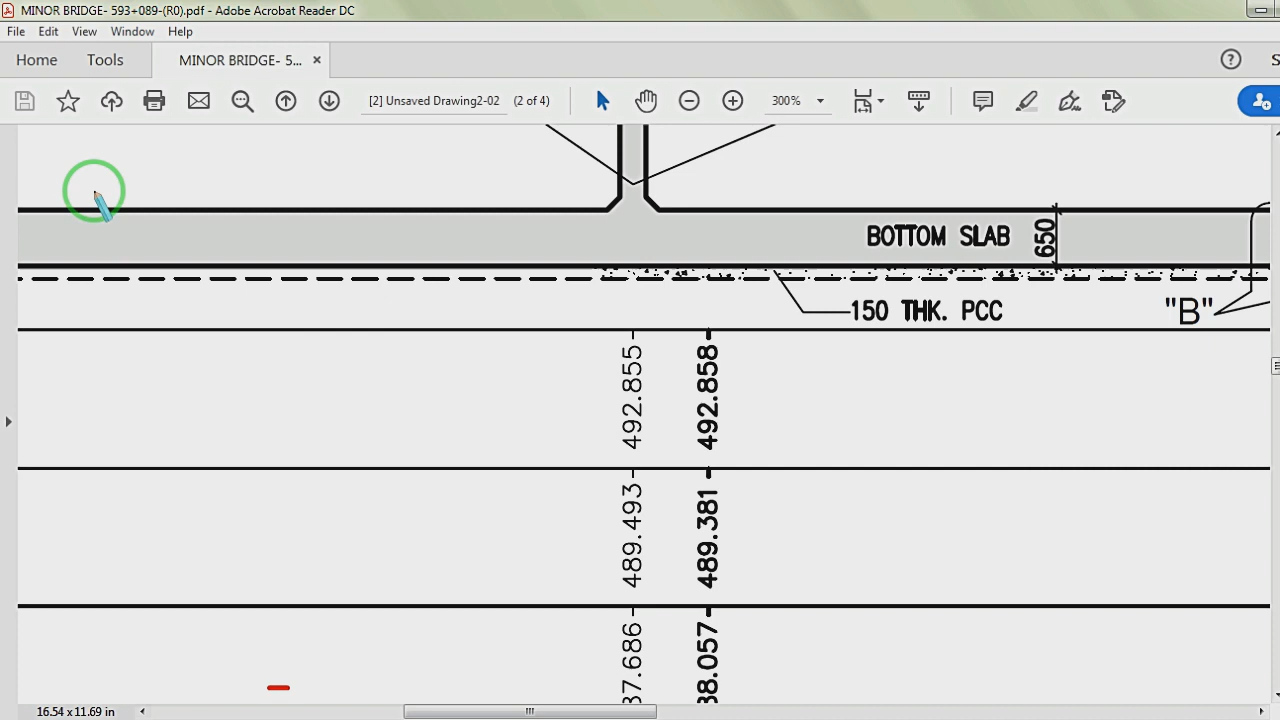 MINOR BRIDGE- 593+089-(R0).pdf - Adobe Acrobat Reader DC
File Edit View Window Help
Home Tools MINOR BRIDGE- 5... ×
[2] Unsaved Drawing2-02 (2 of 4) 300%
BOTTOM SLAB 650
150 THK. PCC "B"
492.855 492.858
489.493 489.381
37.686 38.057
16.54 x 11.69 in